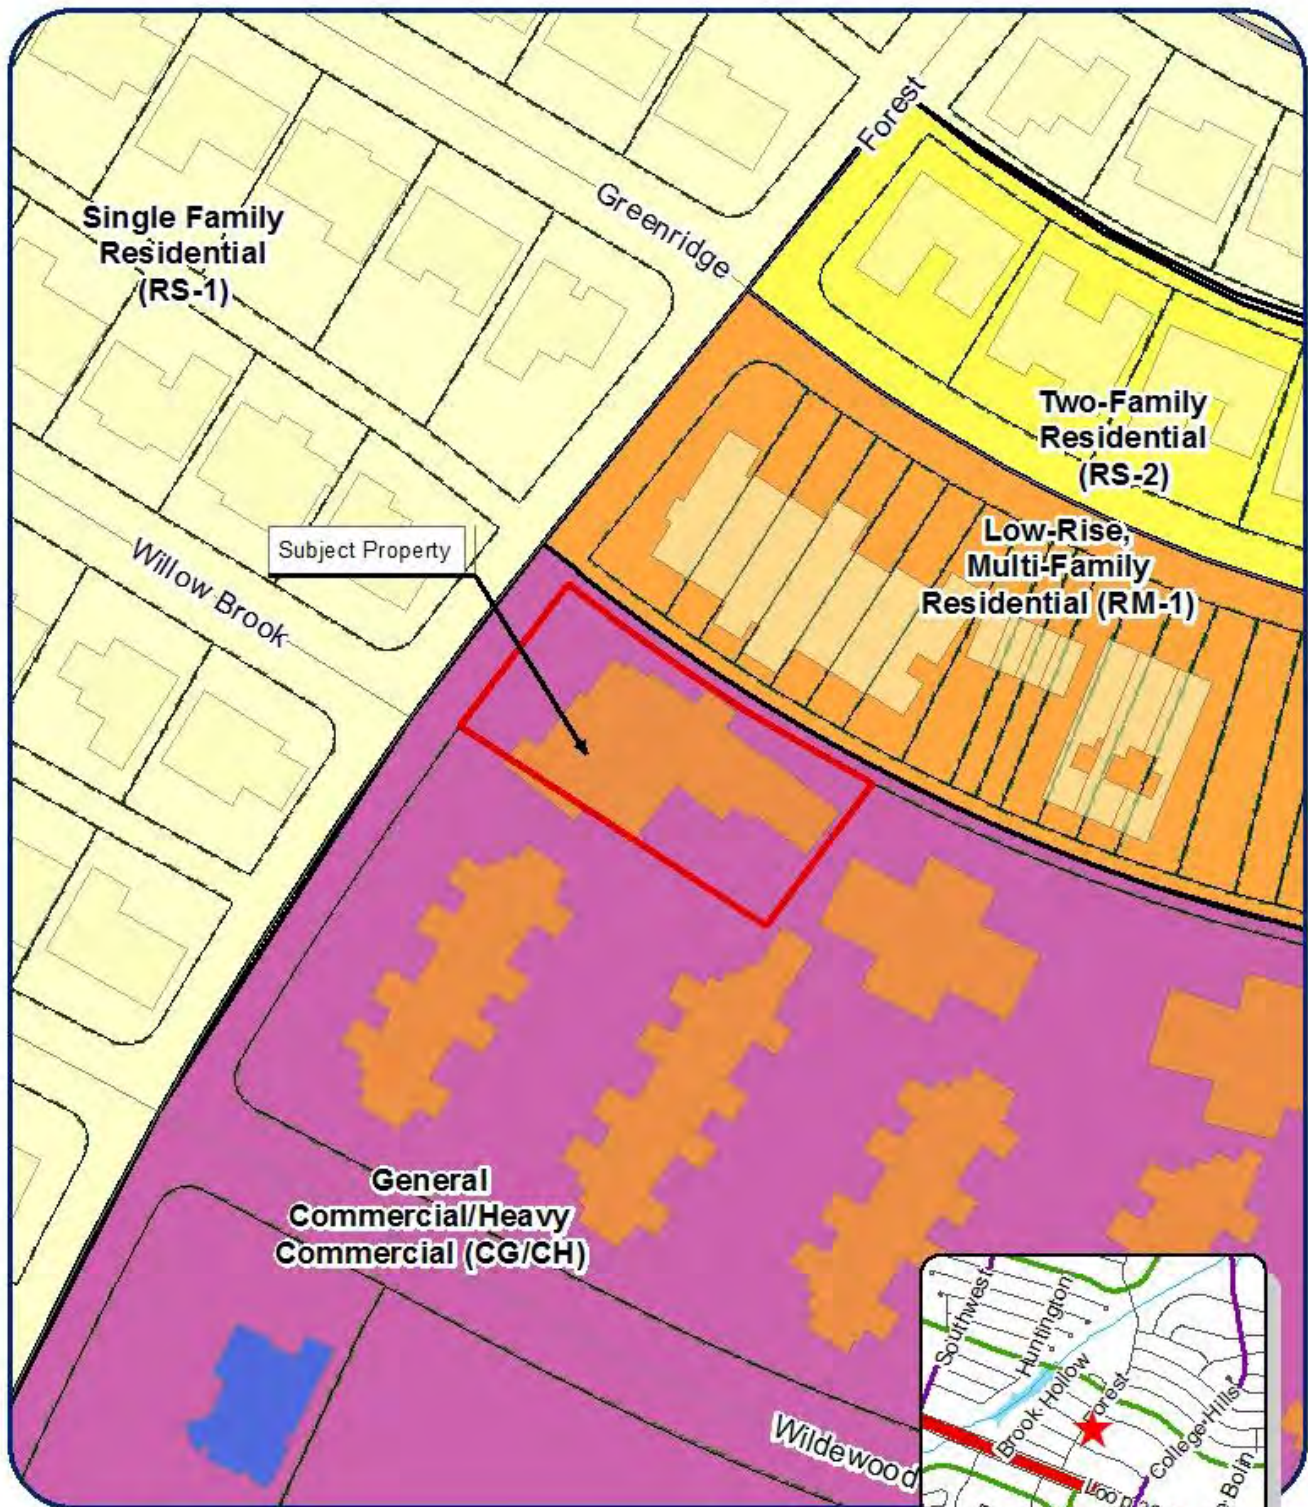 Forest
Greenridge
Single Family
Residential
(RS-1)
Two-Family
Residential
(RS-2)
Low-Rise,
Multi-Family
Residential (RM-1)
Subject Property
Willow Brook
General
Commercial/Heavy
Commercial (CG/CH)
Wildewood
Southwest
Huntington
Brook Hollow
Forest
College Hills
Bolin